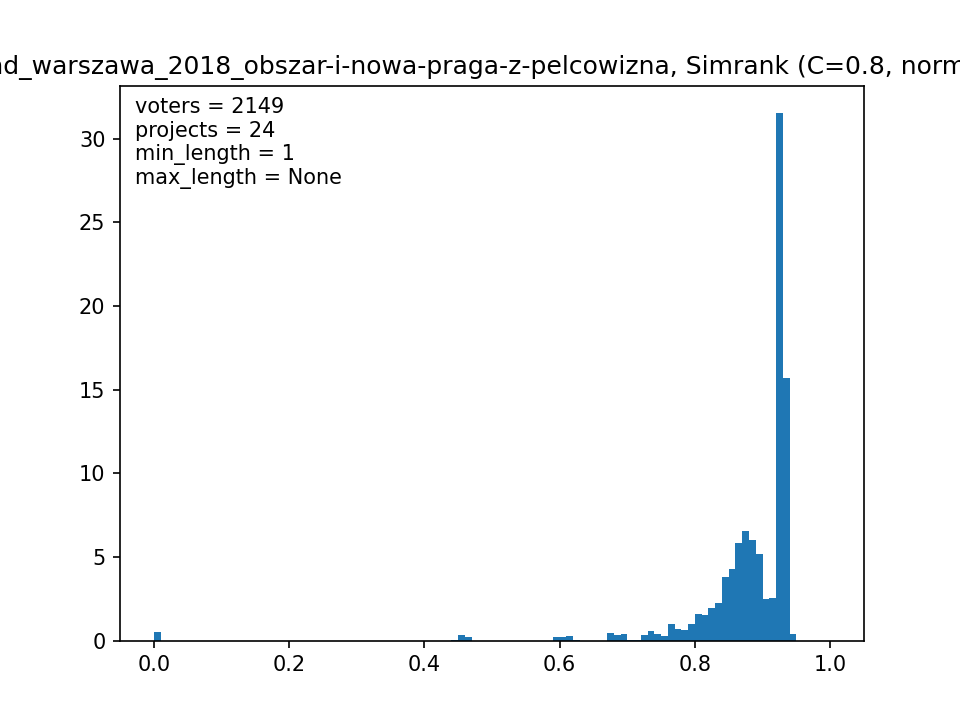 d_warszawa_2018_obszar-i-nowa-praga-z-pelcowizna, Simrank (C=0.8, norm
voters = 2149
projects = 24
min_length = 1
max_length = None
30
25
20
15
10
5
0
0.0 0.2 0.4 0.6 0.8 1.0